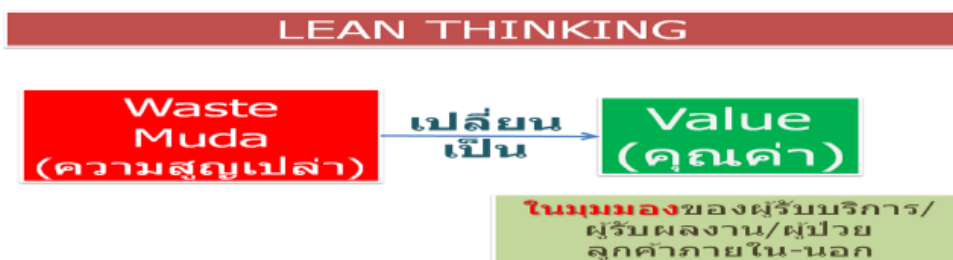 LEAN THINKING
Waste
Muda
(ความสูญเปล่า)
เปลี่ยน
เป็น
Value
(คุณค่า)
ในมุมมองของผู้รับบริการ/
ผู้รับผลงาน/ผู้ป่วย
ลูกค้าภายใน-นอก